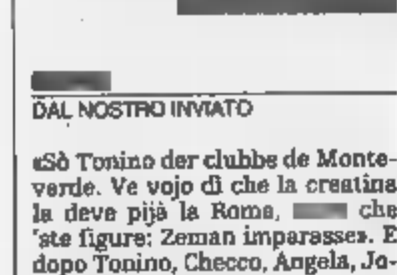 DAL NOSTRO INVIATO
«Sò Tonino der clubbe de Monte-
verde. Ve vojo dì che la creatina
la deve pijà la Roma, che
'ste figure: Zeman imparasse». E
dopo Tonino, Checco, Angela, Jo-